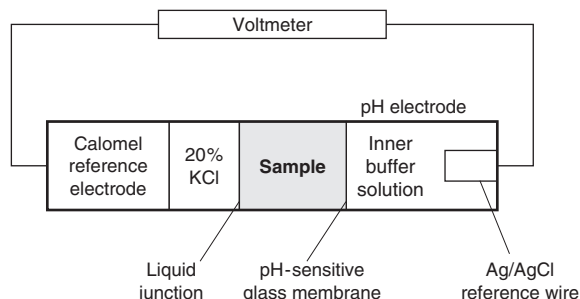 Voltmeter
pH electrode
Calomel
reference
electrode
20%
KCl
Sample
Inner
buffer
solution
Liquid
junction
pH-sensitive
glass membrane
Ag/AgCl
reference wire